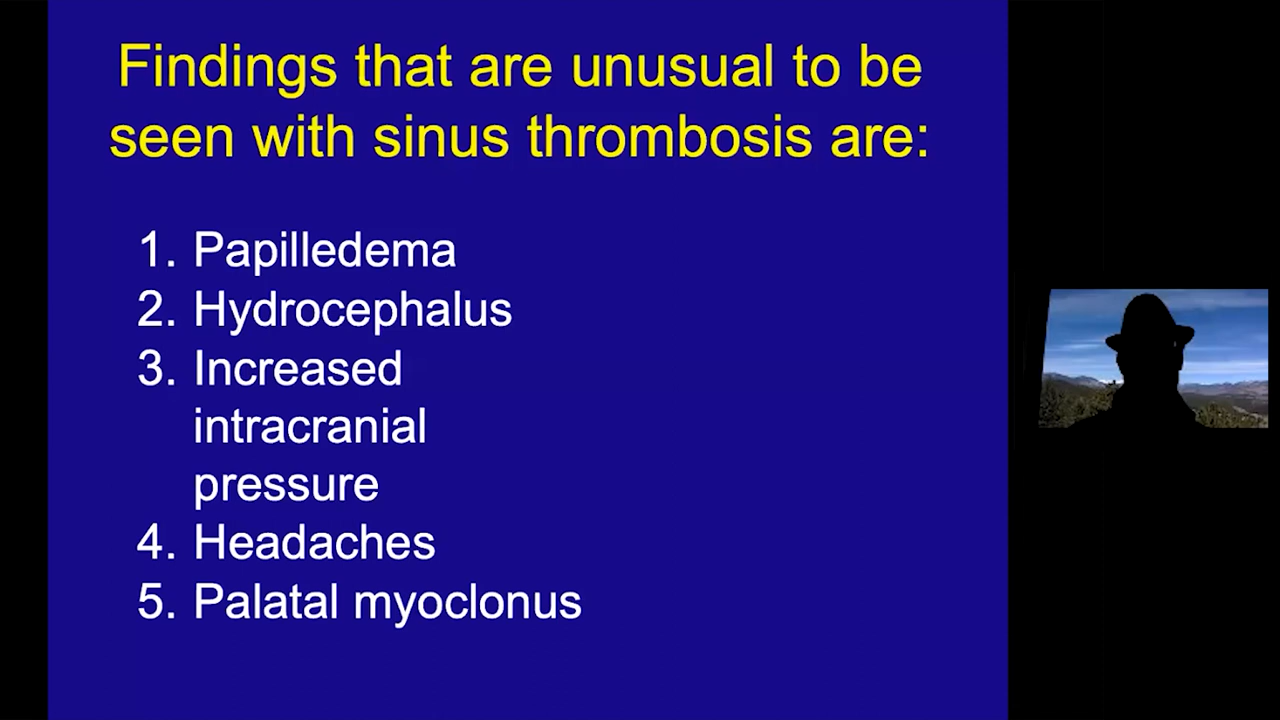 Findings that are unusual to be
seen with sinus thrombosis are:
1. Papilledema
2. Hydrocephalus
3. Increased
intracranial
pressure
4. Headaches
5. Palatal myoclonus